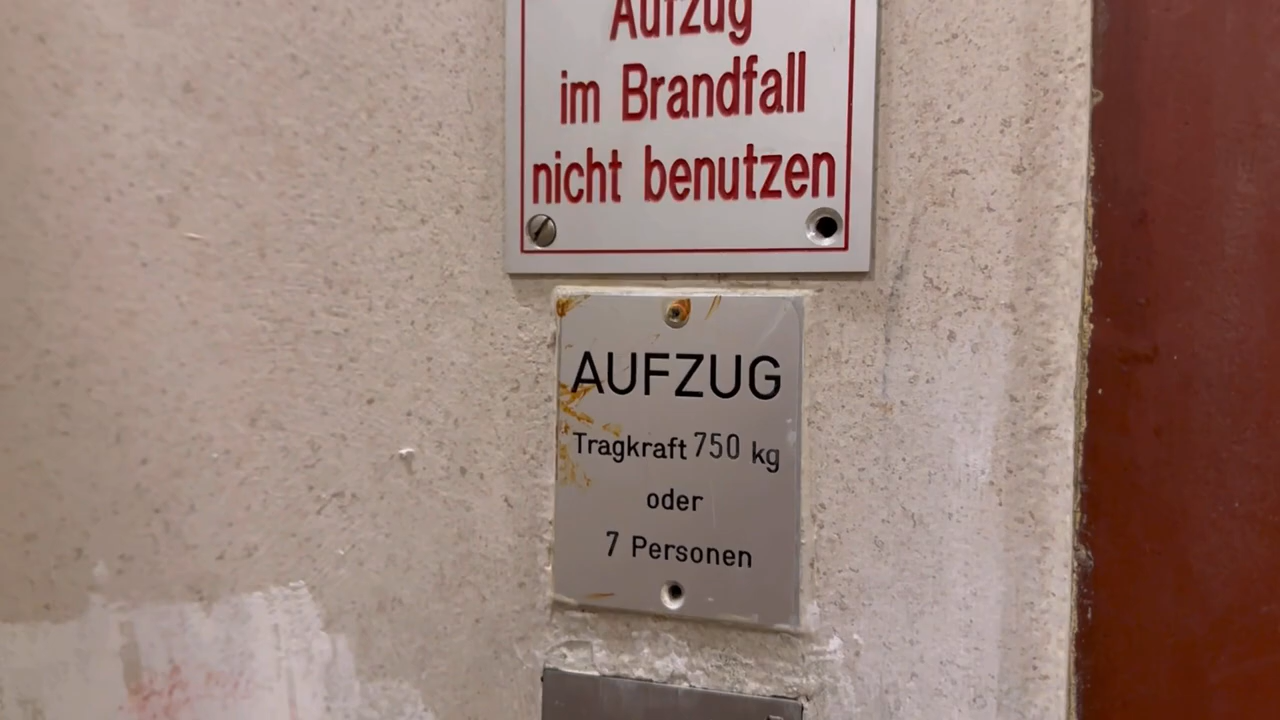 Aufzug
im Brandfall
nicht benutzen
AUFZUG
Tragkraft 750 kg
oder
7 Personen